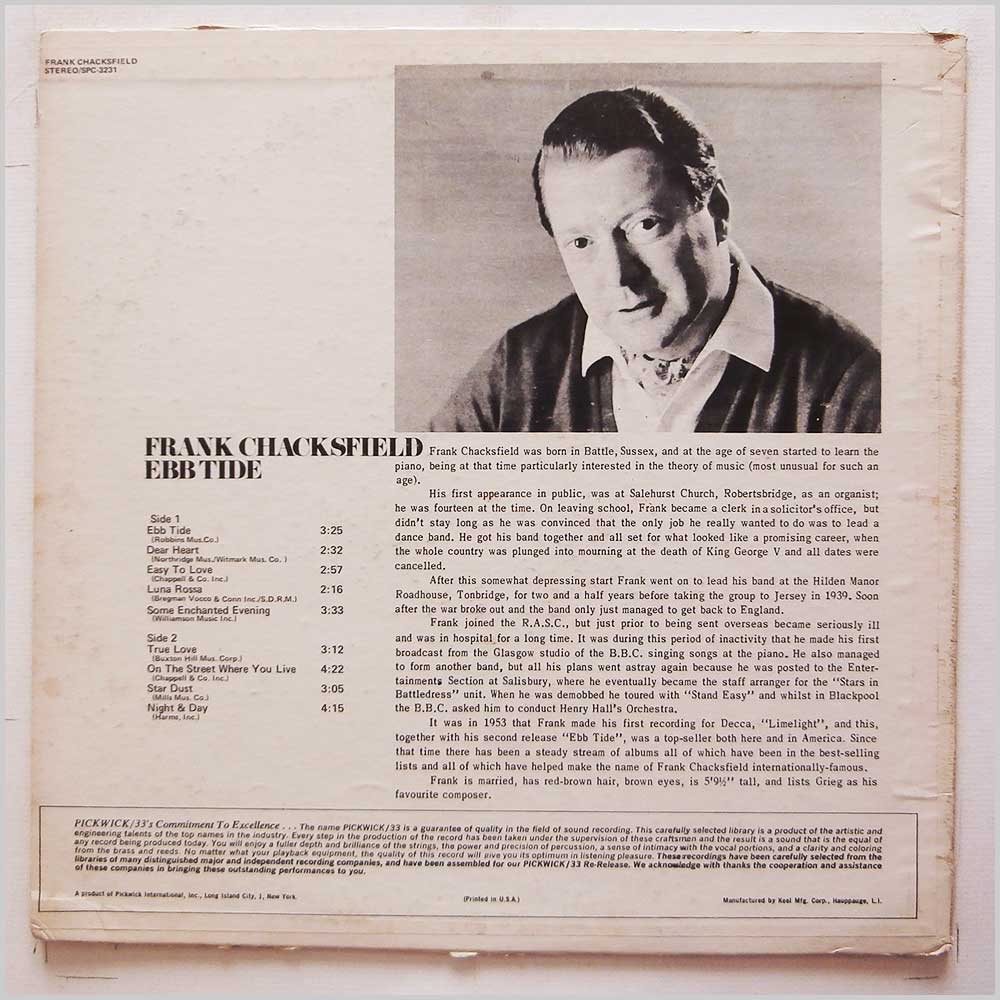 FRANK CHACKSFIELD
STEREO/SPC-3231
FRANK CHACKSFIELD
EBB TIDE
Side 1
Ebb Tide 3:25
(Robbins Mus.Co.)
Dear Heart 2:32
(Northridge Mus./Witmark Mus. Co. )
Easy To Love 2:57
(Chappell & Co. Inc.)
Luna Rossa 2:16
(Bregman Vocco & Conn Inc./S.D.R.M.)
Some Enchanted Evening 3:33
(Williamson Music Inc.)
Side 2
True Love 3:12
(Buxton Hill Mus. Corp.)
On The Street Where You Live 4:22
(Chappell & Co. Inc.)
Star Dust 3:05
(Mills Mus. Co.)
Night & Day 4:15
(Harms, Inc.)
Frank Chacksfield was born in Battle, Sussex, and at the age of seven started to learn the
piano, being at that time particularly interested in the theory of music (most unusual for such an
age).
His first appearance in public, was at Salehurst Church, Robertsbridge, as an organist;
he was fourteen at the time. On leaving school, Frank became a clerk in a solicitor's office, but
didn't stay long as he was convinced that the only job he really wanted to do was to lead a
dance band. He got his band together and all set for what looked like a promising career, when
the whole country was plunged into mourning at the death of King George V and all dates were
cancelled.
After this somewhat depressing start Frank went on to lead his band at the Hilden Manor
Roadhouse, Tonbridge, for two and a half years before taking the group to Jersey in 1939. Soon
after the war broke out and the band only just managed to get back to England.
Frank joined the R.A.S.C., but just prior to being sent overseas became seriously ill
and was in hospital for a long time. It was during this period of inactivity that he made his first
broadcast from the Glasgow studio of the B.B.C. singing songs at the piano. He also managed
to form another band, but all his plans went astray again because he was posted to the Enter-
tainments Section at Salisbury, where he eventually became the staff arranger for the "Stars in
Battledress" unit. When he was demobbed he toured with "Stand Easy" and whilst in Blackpool
the B.B.C. asked him to conduct Henry Hall's Orchestra.
It was in 1953 that Frank made his first recording for Decca, "Limelight", and this,
together with his second release "Ebb Tide", was a top-seller both here and in America. Since
that time there has been a steady stream of albums all of which have been in the best-selling
lists and all of which have helped make the name of Frank Chacksfield internationally-famous.
Frank is married, has red-brown hair, brown eyes, is 5'9½" tall, and lists Grieg as his
favourite composer.
PICKWICK/33's Commitment To Excellence . . . The name PICKWICK/33 is a guarantee of quality in the field of sound recording. This carefully selected library is a product of the artistic and
engineering talents of the top names in the industry. Every step in the production of the record has been taken under the supervision of these craftsmen and the result is a sound that is the equal of
any record being produced today. You will enjoy a fuller depth and brilliance of the strings, the power and precision of percussion, a sense of intimacy with the vocal portions, and a clarity and coloring
from the brass and reeds. No matter what your playback equipment, the quality of this record will give you its optimum in listening pleasure. These recordings have been carefully selected from the
libraries of many distinguished major and independent recording companies, and have been assembled for our PICKWICK/33 Re-Release. We acknowledge with thanks the cooperation and assistance
of these companies in bringing these outstanding performances to you.
A product of Pickwick International, Inc., Long Island City, 1, New York. (Printed in U.S.A.) Manufactured by Keel Mfg. Corp., Hauppauge, L.I.